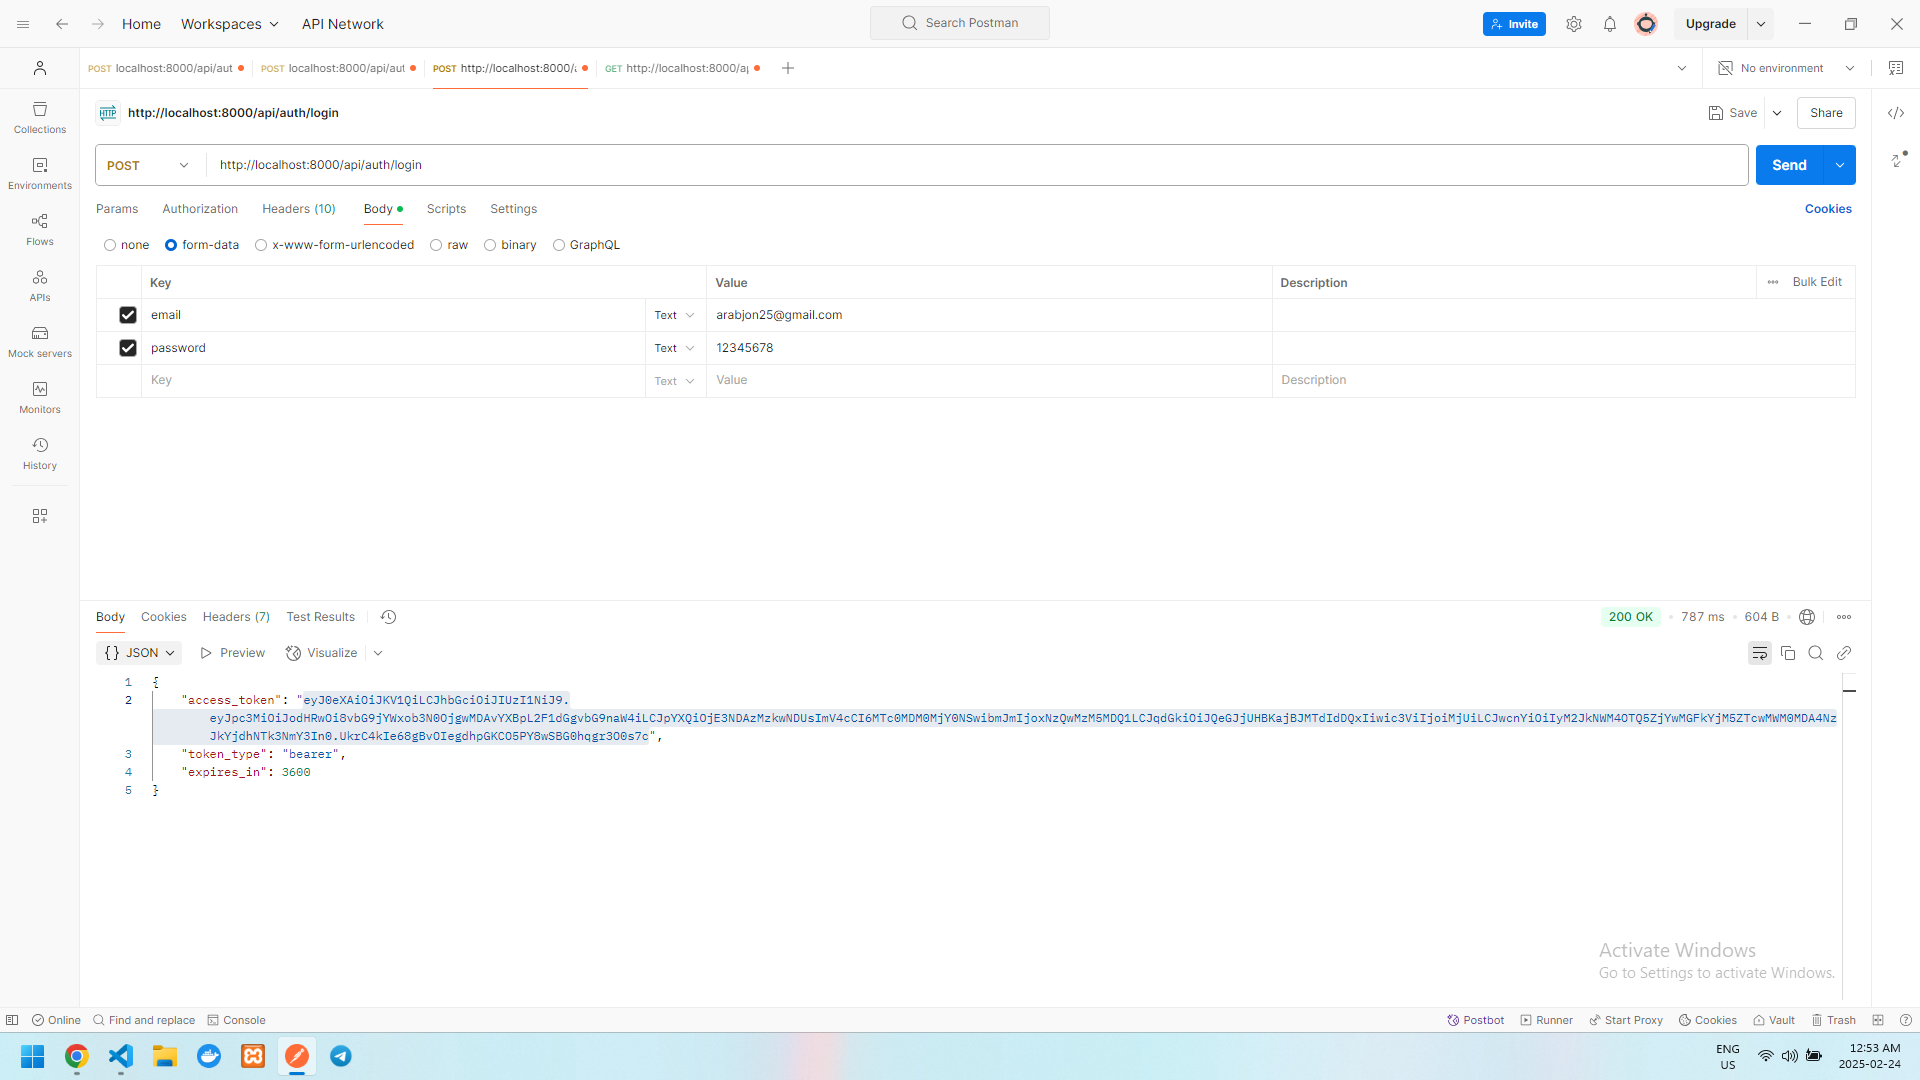 Home Workspaces API Network Search Postman Invite Upgrade
POST localhost:8000/api/aut POST localhost:8000/api/aut POST http://localhost:8000/a GET http://localhost:8000/ap No environment
HTTP http://localhost:8000/api/auth/login Save Share
POST http://localhost:8000/api/auth/login Send
Params Authorization Headers (10) Body Scripts Settings Cookies
none form-data x-www-form-urlencoded raw binary GraphQL
Key Value Description Bulk Edit
email Text arabjon25@gmail.com
password Text 12345678
Key Text Value Description
Collections
Environments
Flows
APIs
Mock servers
Monitors
History
Body Cookies Headers (7) Test Results 200 OK 787 ms 604 B
{} JSON Preview Visualize
1 {
2 "access_token": "eyJ0eXAiOiJKV1QiLCJhbGciOiJIUzI1NiJ9.
eyJpc3MiOiJodHRwOi8vbG9jYWxob3N0OjgwMDAvYXBpL2F1dGgvbG9naW4iLCJpYXQiOjE3NDAzMzkwNDUsImV4cCI6MTc0MDM0MjY0NSwibmJmIjoxNzQwMzM5MDQ1LCJqdGkiOiJQeGJjUHBKajBJMTdIdDQxIiwic3ViIjoiMjUiLCJwcnYiOiIyM2JkNWM4OTQ5ZjYwMGFkYjM5ZTcwMWM0MDA4Nz
JkYjdhNTk3NmY3In0.UkrC4kIe68gBvOIegdhpGKCO5PY8wSBG0hqgr3O0s7c",
3 "token_type": "bearer",
4 "expires_in": 3600
5 }
Activate Windows
Go to Settings to activate Windows.
Online Find and replace Console Postbot Runner Start Proxy Cookies Vault Trash
ENG
US
12:53 AM
2025-02-24